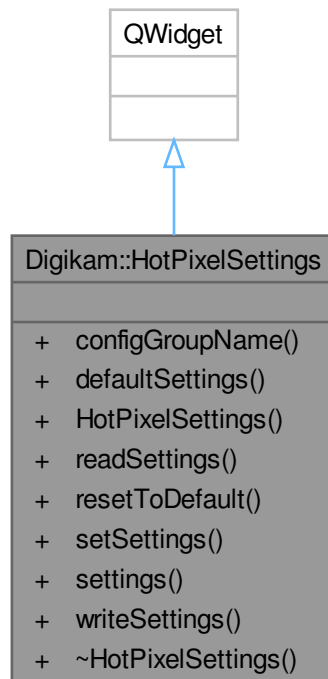 QWidget
Digikam::HotPixelSettings
+ configGroupName()
+ defaultSettings()
+ HotPixelSettings()
+ readSettings()
+ resetToDefault()
+ setSettings()
+ settings()
+ writeSettings()
+ ~HotPixelSettings()